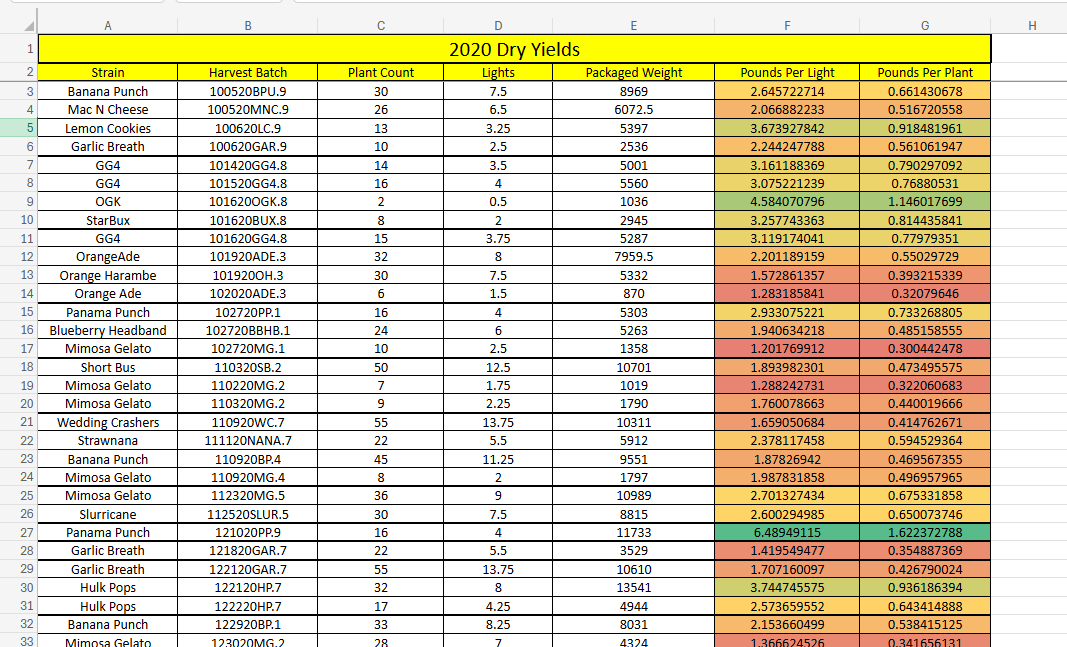 A B C D E F G H
1 2020 Dry Yields
2 Strain Harvest Batch Plant Count Lights Packaged Weight Pounds Per Light Pounds Per Plant
3 Banana Punch 100520BPU.9 30 7.5 8969 2.645722714 0.661430678
4 Mac N Cheese 100520MNC.9 26 6.5 6072.5 2.066882233 0.516720558
5 Lemon Cookies 100620LC.9 13 3.25 5397 3.673927842 0.918481961
6 Garlic Breath 100620GAR.9 10 2.5 2536 2.244247788 0.561061947
7 GG4 101420GG4.8 14 3.5 5001 3.161188369 0.790297092
8 GG4 101520GG4.8 16 4 5560 3.075221239 0.76880531
9 OGK 101620OGK.8 2 0.5 1036 4.584070796 1.146017699
10 StarBux 101620BUX.8 8 2 2945 3.257743363 0.814435841
11 GG4 101620GG4.8 15 3.75 5287 3.119174041 0.77979351
12 OrangeAde 101920ADE.3 32 8 7959.5 2.201189159 0.55029729
13 Orange Harambe 101920OH.3 30 7.5 5332 1.572861357 0.393215339
14 Orange Ade 102020ADE.3 6 1.5 870 1.283185841 0.32079646
15 Panama Punch 102720PP.1 16 4 5303 2.933075221 0.733268805
16 Blueberry Headband 102720BBHB.1 24 6 5263 1.940634218 0.485158555
17 Mimosa Gelato 102720MG.1 10 2.5 1358 1.201769912 0.300442478
18 Short Bus 110320SB.2 50 12.5 10701 1.893982301 0.473495575
19 Mimosa Gelato 110220MG.2 7 1.75 1019 1.288242731 0.322060683
20 Mimosa Gelato 110320MG.2 9 2.25 1790 1.760078663 0.440019666
21 Wedding Crashers 110920WC.7 55 13.75 10311 1.659050684 0.414762671
22 Strawnana 111120NANA.7 22 5.5 5912 2.378117458 0.594529364
23 Banana Punch 110920BP.4 45 11.25 9551 1.87826942 0.469567355
24 Mimosa Gelato 110920MG.4 8 2 1797 1.987831858 0.496957965
25 Mimosa Gelato 112320MG.5 36 9 10989 2.701327434 0.675331858
26 Slurricane 112520SLUR.5 30 7.5 8815 2.600294985 0.650073746
27 Panama Punch 121020PP.9 16 4 11733 6.48949115 1.622372788
28 Garlic Breath 121820GAR.7 22 5.5 3529 1.419549477 0.354887369
29 Garlic Breath 122120GAR.7 55 13.75 10610 1.707160097 0.426790024
30 Hulk Pops 122120HP.7 32 8 13541 3.744745575 0.936186394
31 Hulk Pops 122220HP.7 17 4.25 4944 2.573659552 0.643414888
32 Banana Punch 122920BP.1 33 8.25 8031 2.153660499 0.538415125
33 Mimosa Gelato 123020MG.2 28 7 4324 1.366624526 0.341656131